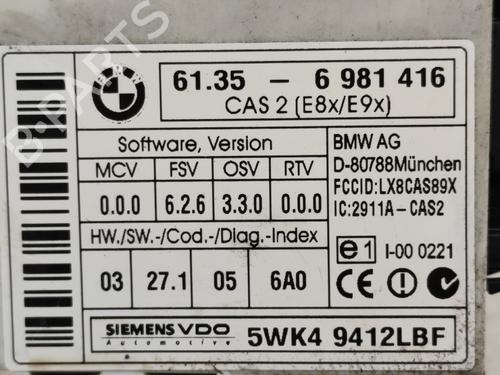 61.35 - 6 981 416
CAS 2 (E8x/E9x)
Software, Version
MCV FSV OSV RTV
0.0.0 6.2.6 3.3.0 0.0.0
HW./SW.-/Cod.-/Diag.-Index
03 27.1 05 6A0
BMW AG
D-80788München
FCCID:LX8CAS89X
IC:2911A-CAS2
e1 I-00 0221
CE
SIEMENS VDO
Automotive
5WK4 9412LBF
B-PARTS